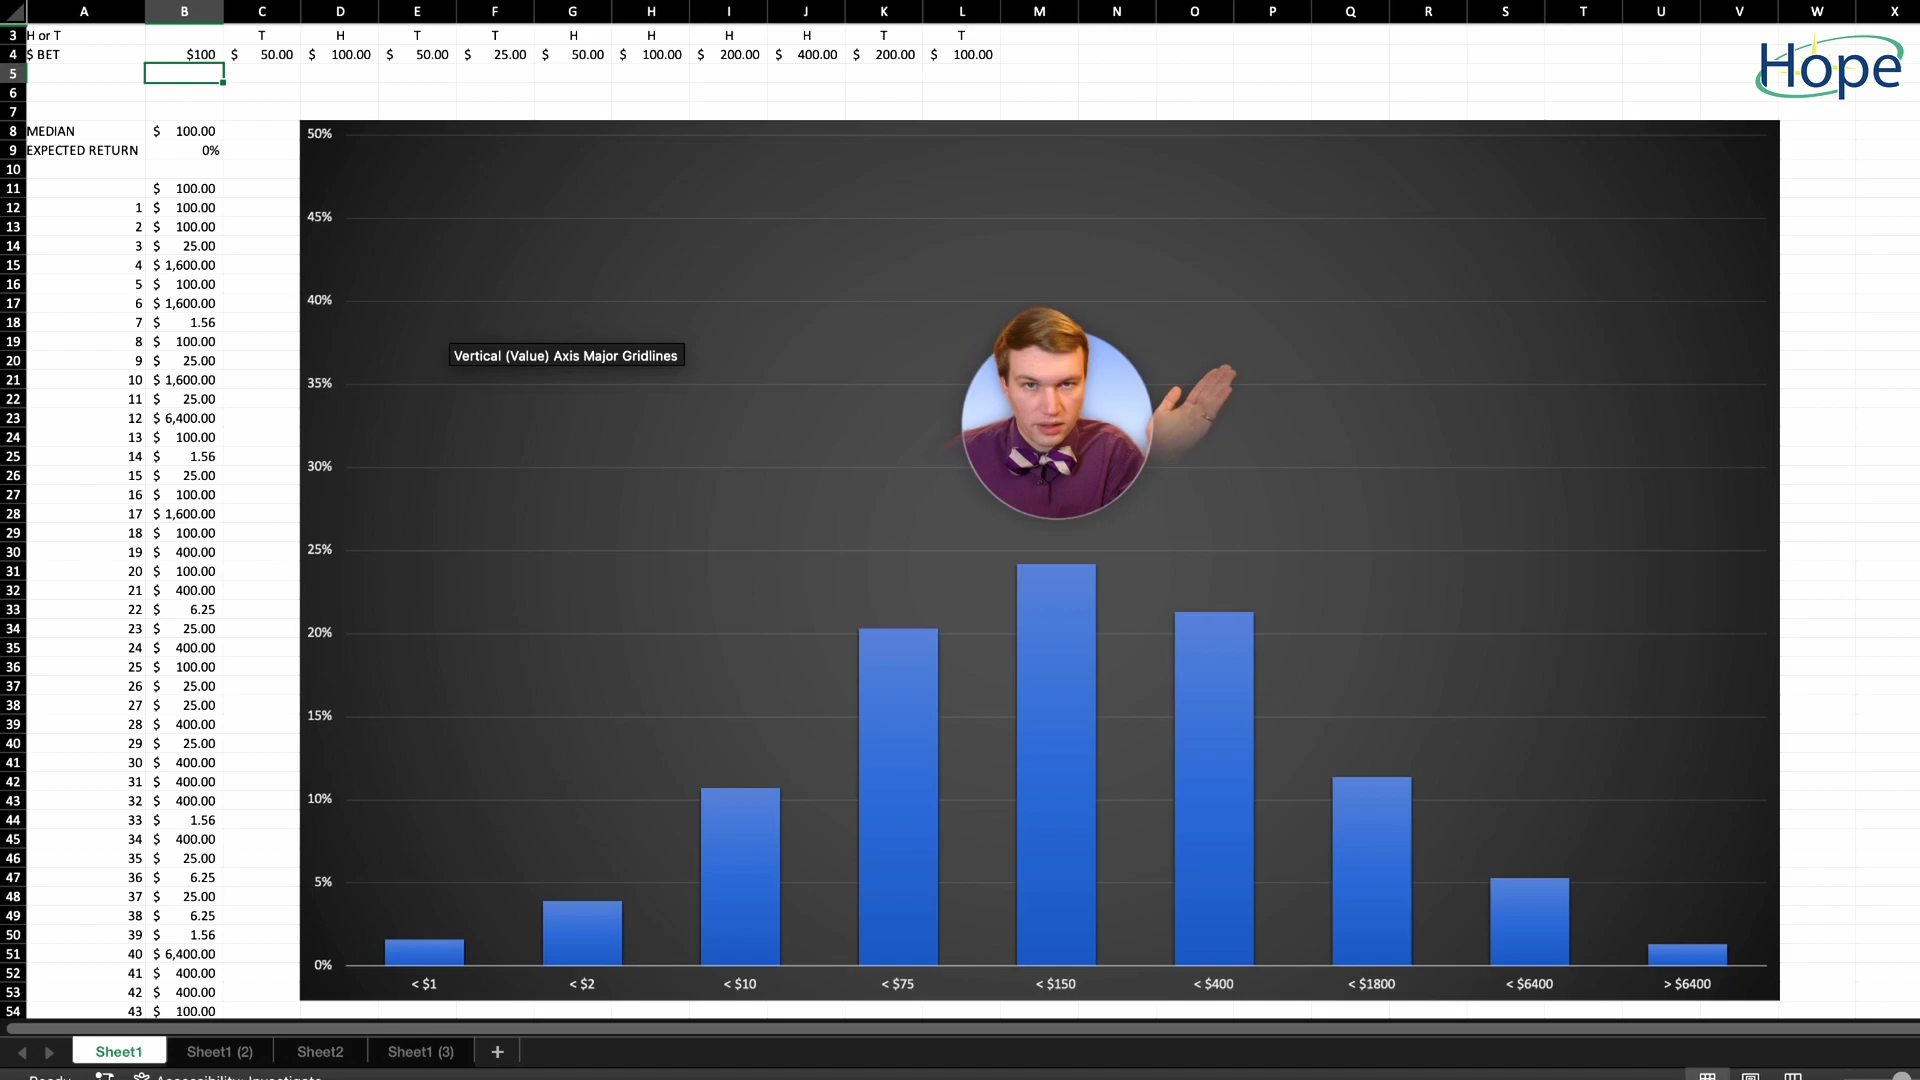 A B C D E F G H I J K L M N O P Q R S T U V W X
3 H or T T H T T H H H H T T
4 $ BET $100 $ 50.00 $ 100.00 $ 50.00 $ 25.00 $ 50.00 $ 100.00 $ 200.00 $ 400.00 $ 200.00 $ 100.00
Hope
5
6
7
8 MEDIAN $ 100.00
9 EXPECTED RETURN 0%
10
11 $ 100.00
12 1 $ 100.00
13 2 $ 100.00
14 3 $ 25.00
15 4 $ 1,600.00
16 5 $ 100.00
17 6 $ 1,600.00
18 7 $ 1.56
19 8 $ 100.00
20 9 $ 25.00
21 10 $ 1,600.00
22 11 $ 25.00
23 12 $ 6,400.00
24 13 $ 100.00
25 14 $ 1.56
26 15 $ 25.00
27 16 $ 100.00
28 17 $ 1,600.00
29 18 $ 100.00
30 19 $ 400.00
31 20 $ 100.00
32 21 $ 400.00
33 22 $ 6.25
34 23 $ 25.00
35 24 $ 400.00
36 25 $ 100.00
37 26 $ 25.00
38 27 $ 25.00
39 28 $ 400.00
40 29 $ 25.00
41 30 $ 400.00
42 31 $ 400.00
43 32 $ 400.00
44 33 $ 1.56
45 34 $ 400.00
46 35 $ 25.00
47 36 $ 6.25
48 37 $ 25.00
49 38 $ 6.25
50 39 $ 1.56
51 40 $ 6,400.00
52 41 $ 400.00
53 42 $ 400.00
54 43 $ 100.00
50%
45%
40%
Vertical (Value) Axis Major Gridlines
35%
30%
25%
20%
15%
10%
5%
0%
< $1 < $2 < $10 < $75 < $150 < $400 < $1800 < $6400 > $6400
Sheet1 Sheet1 (2) Sheet2 Sheet1 (3) +
Ready Accessibility: Investigate